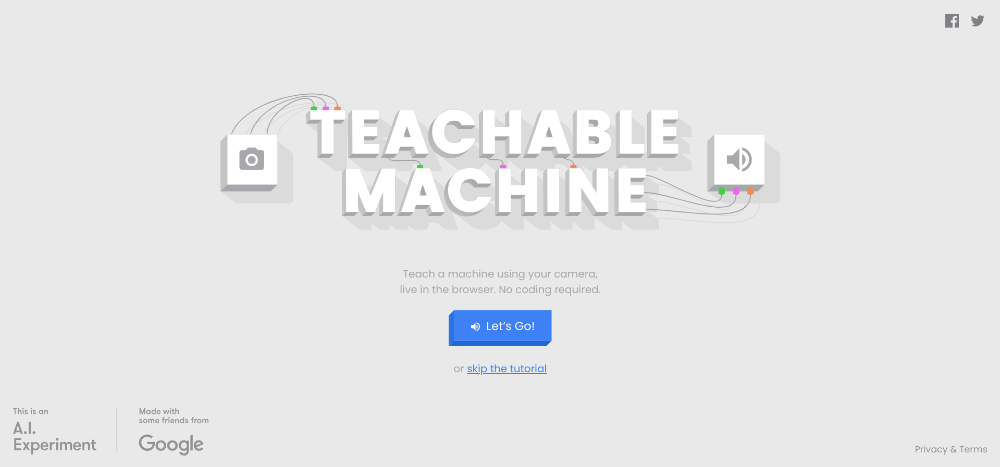 TEACHABLE
MACHINE
Teach a machine using your camera,
live in the browser. No coding required.
Let’s Go!
or skip the tutorial
This is an
A.I.
Experiment
Made with
some friends from
Google
Privacy & Terms